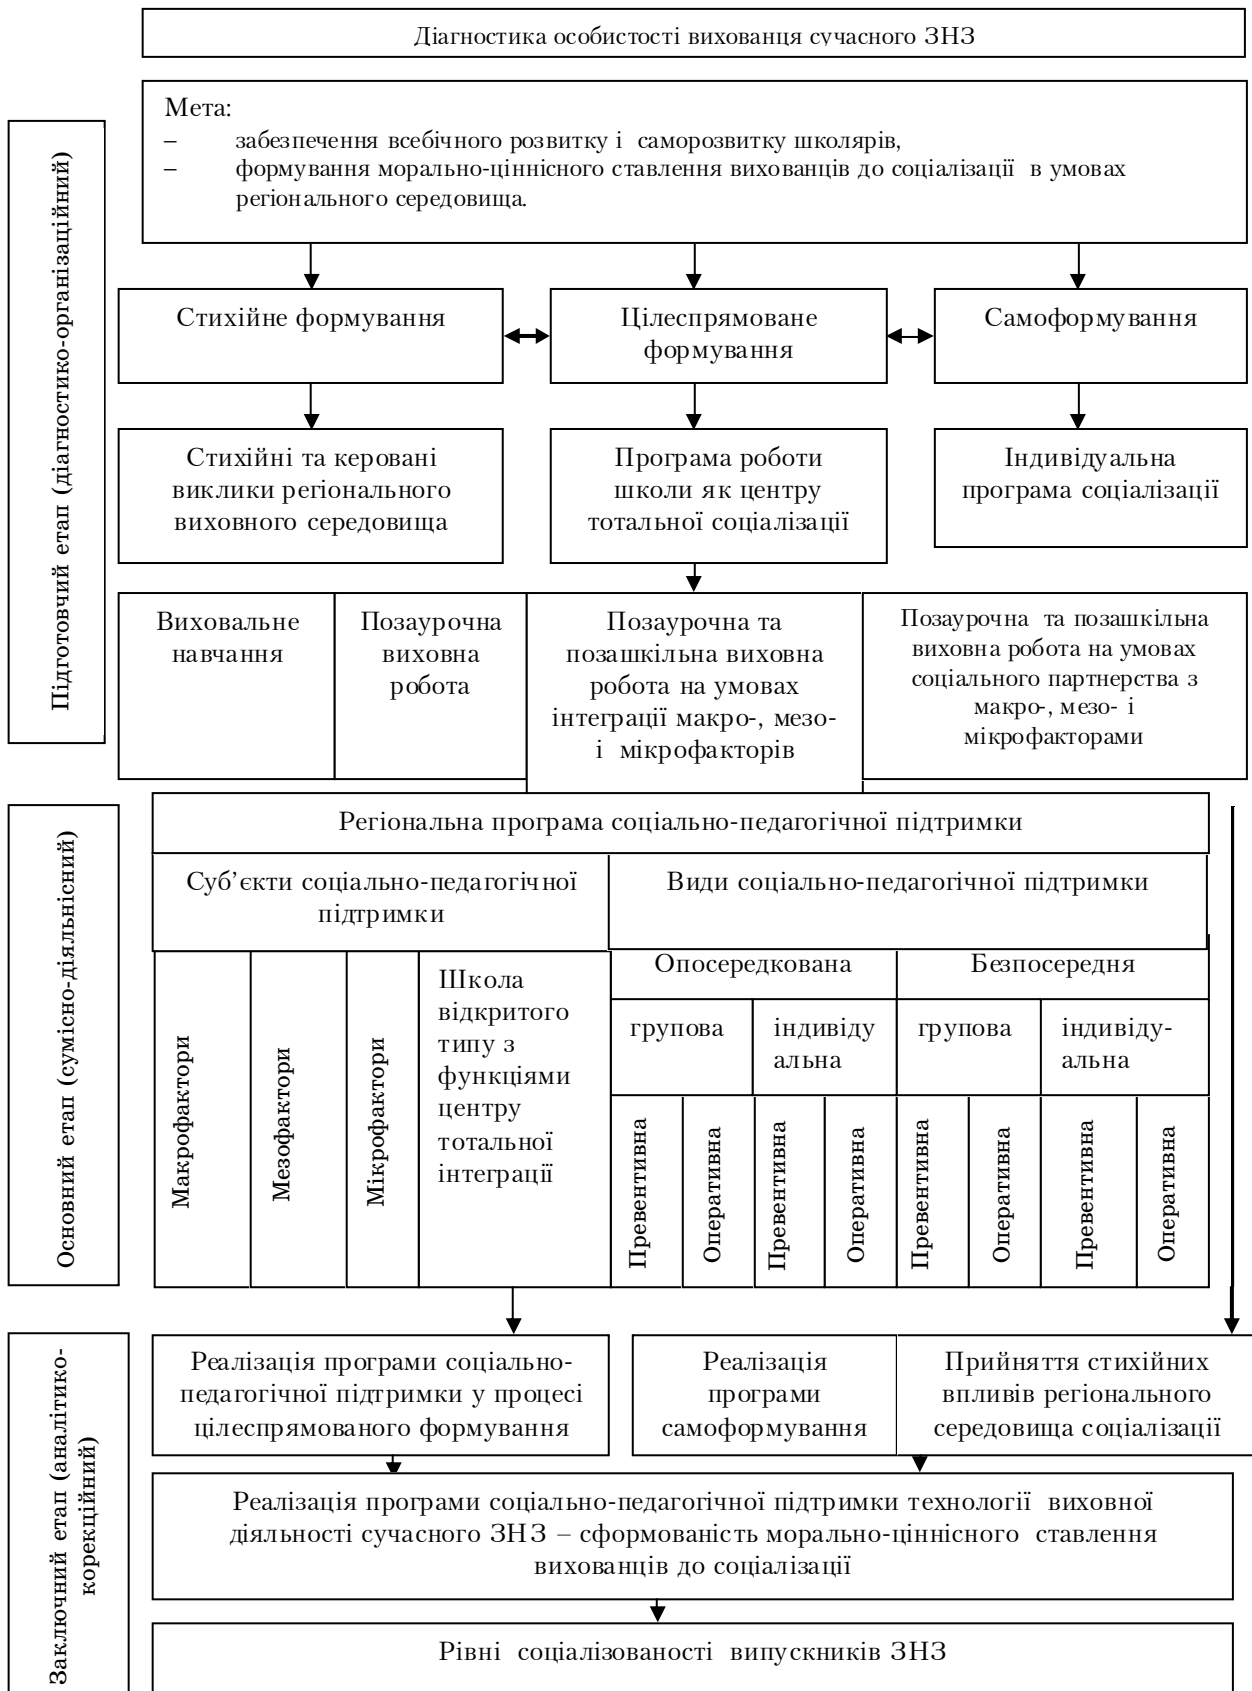 Діагностика особистості вихованця сучасного ЗНЗ
Підготовчий етап (діагностико-організаційний)
Мета:
– забезпечення всебічного розвитку і саморозвитку школярів,
– формування морально-ціннісного ставлення вихованців до соціалізації в умовах
регіонального середовища.
Стихійне формування
Цілеспрямоване
формування
Самоформування
Стихійні та керовані
виклики регіонального
виховного середовища
Програма роботи
школи як центру
тотальної соціалізації
Індивідуальна
програма соціалізації
Виховальне
навчання
Позаурочна
виховна
робота
Позаурочна та
позашкільна виховна
робота на умовах
інтеграції макро-, мезо-
і мікрофакторів
Позаурочна та позашкільна
виховна робота на умовах
соціального партнерства з
макро-, мезо- і
мікрофакторами
Основний етап (сумісно-діяльнісний)
Регіональна програма соціально-педагогічної підтримки
Суб’єкти соціально-педагогічної
підтримки
Види соціально-педагогічної підтримки
Макрофактори
Мезофактори
Мікрофактори
Школа
відкритого
типу з
функціями
центру
тотальної
інтеграції
Опосередкована
Безпосередня
групова
індивіду
альна
групова
індивіду-
альна
Превентивна
Оперативна
Превентивна
Оперативна
Превентивна
Оперативна
Превентивна
Оперативна
Заключний етап (аналітико-
корекційний)
Реалізація програми соціально-
педагогічної підтримки у процесі
цілеспрямованого формування
Реалізація
програми
самоформування
Прийняття стихійних
впливів регіонального
середовища соціалізації
Реалізація програми соціально-педагогічної підтримки технології виховної
діяльності сучасного ЗНЗ – сформованість морально-ціннісного ставлення
вихованців до соціалізації
Рівні соціалізованості випускників ЗНЗ